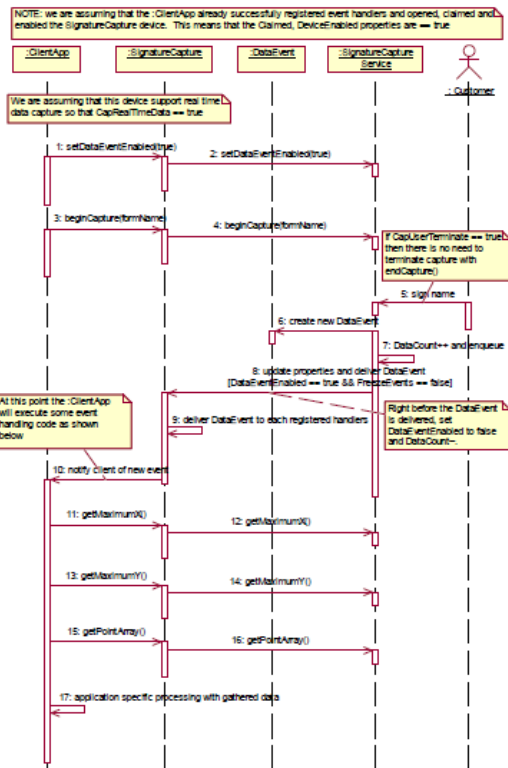 NOTE: we are assuming that the :ClientApp already successfully registered event handlers and opened, claimed and
enabled the SignatureCapture device. This means that the Claimed, DeviceEnabled properties are == true
:ClientApp
:SignatureCapture
:DataEvent
:SignatureCapture
Service
: Customer
We are assuming that this device support real time
data capture so that CapRealTimeData == true
1: setDataEventEnabled(true)
2: setDataEventEnabled(true)
3: beginCapture(formName)
4: beginCapture(formName)
if CapUserTerminate == true
then there is no need to
terminate capture with
endCapture()
5: sign name
6: create new DataEvent
7: DataCount++ and enqueue
8: update properties and deliver DataEvent
[DataEventEnabled == true && FreezeEvents == false]
At this point the :ClientApp
will execute some event
handling code as shown
below
Right before the DataEvent
is delivered, set
DataEventEnabled to false
and DataCount--.
9: deliver DataEvent to each registered handlers
10: notify client of new event
11: getMaximumX()
12: getMaximumX()
13: getMaximumY()
14: getMaximumY()
15: getPointArray()
16: getPointArray()
17: application specific processing with gathered data